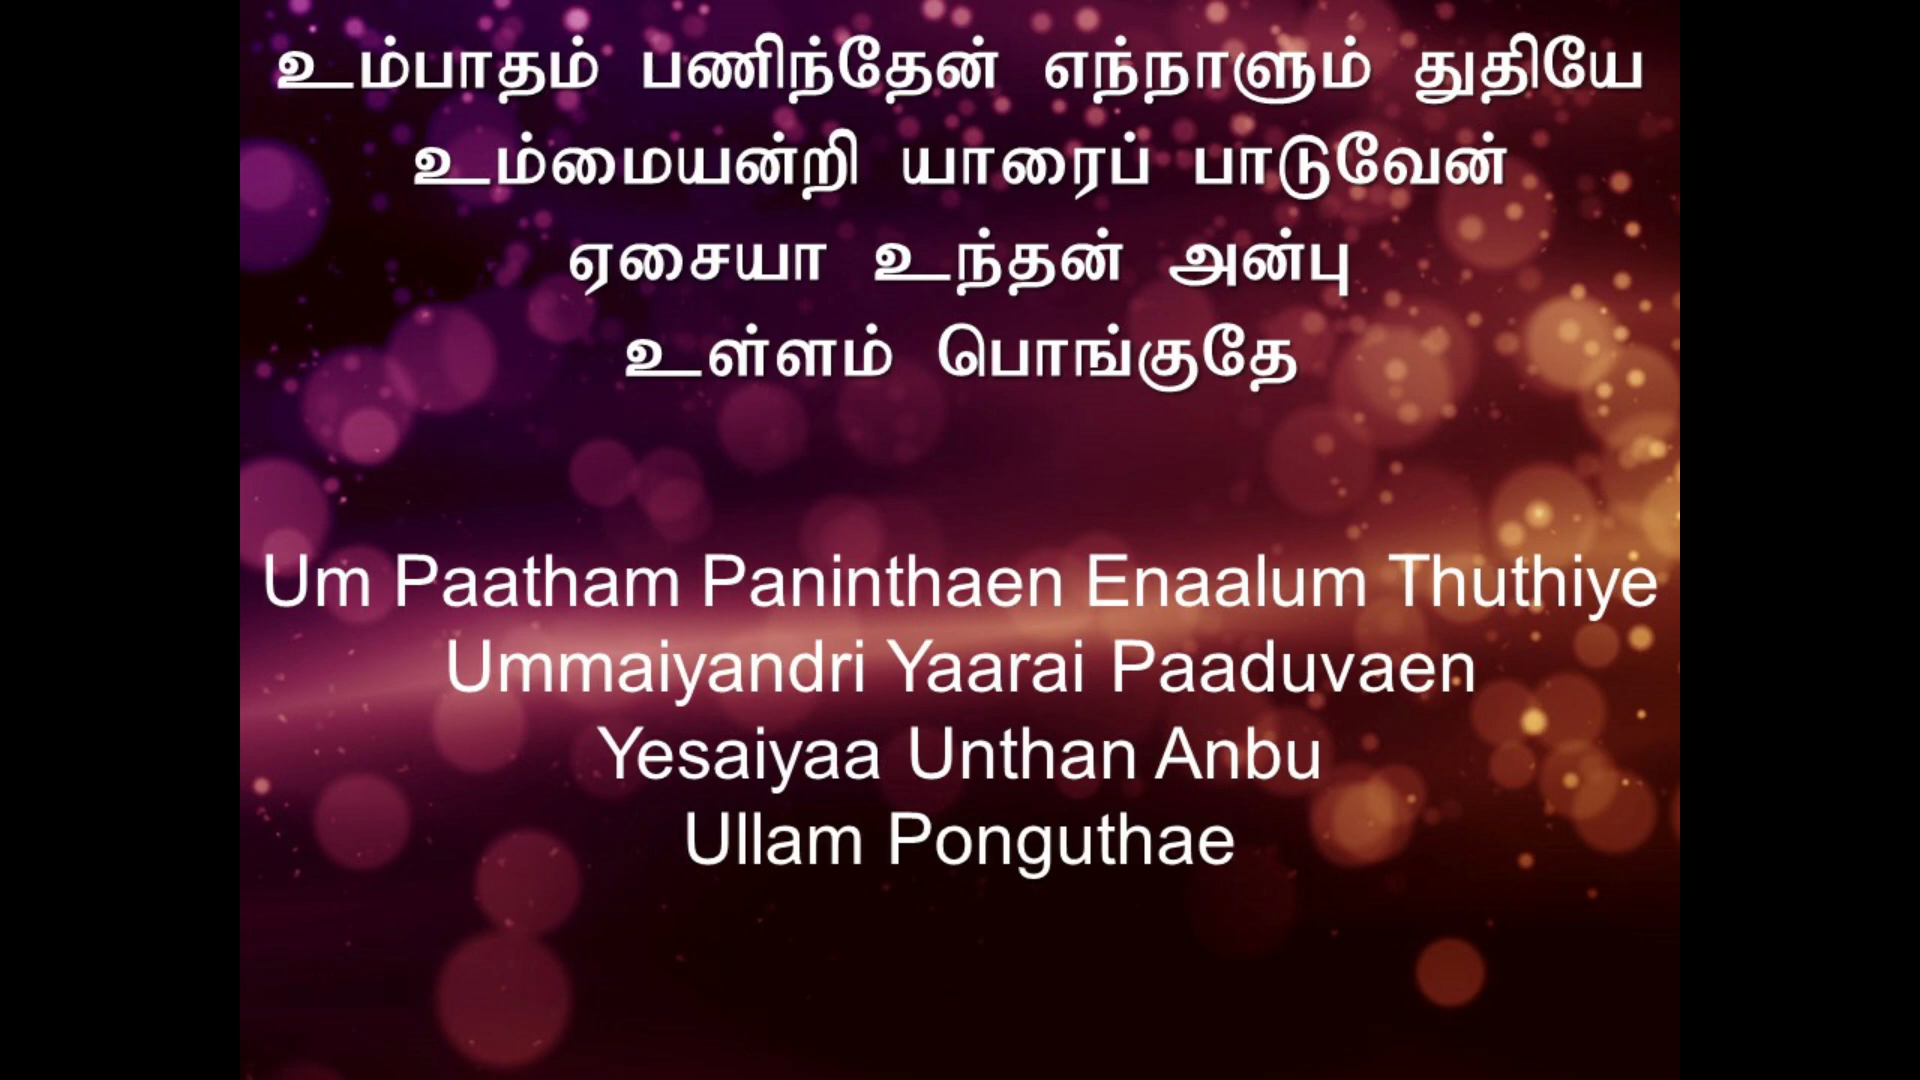 உம்பாதம் பணிந்தேன் எந்நாளும் துதியே
உம்மையன்றி யாரைப் பாடுவேன்
ஏசையா உந்தன் அன்பு
உள்ளம் பொங்குதே
Um Paatham Paninthaen Enaalum Thuthiye
Ummaiyandri Yaarai Paaduvaen
Yesaiyaa Unthan Anbu
Ullam Ponguthae